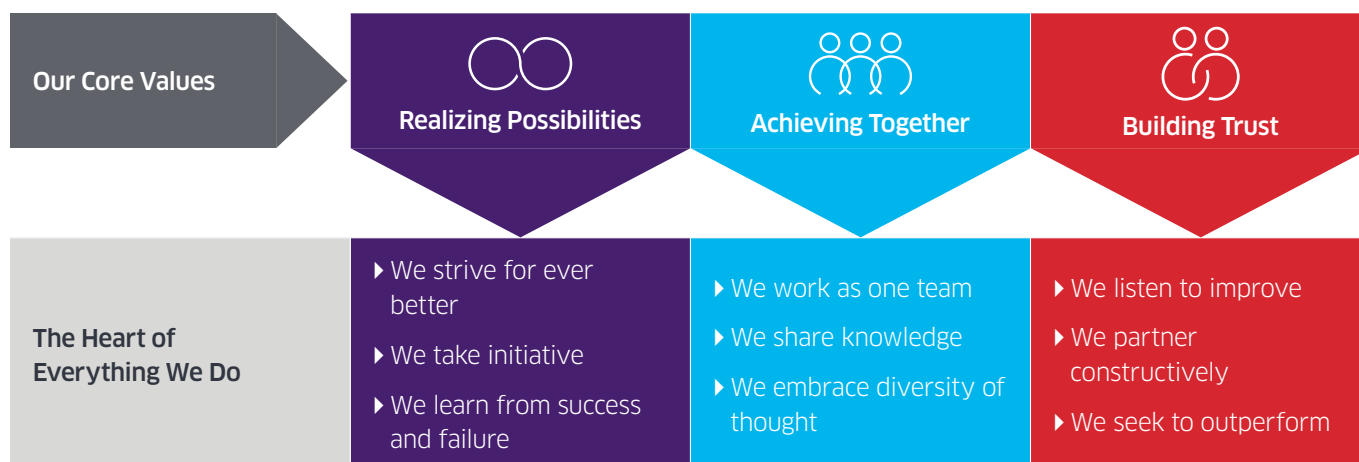 Our Core Values
Realizing Possibilities
Achieving Together
Building Trust
The Heart of
Everything We Do
We strive for ever
better
We take initiative
We learn from success
and failure
We work as one team
We share knowledge
We embrace diversity of
thought
We listen to improve
We partner
constructively
We seek to outperform